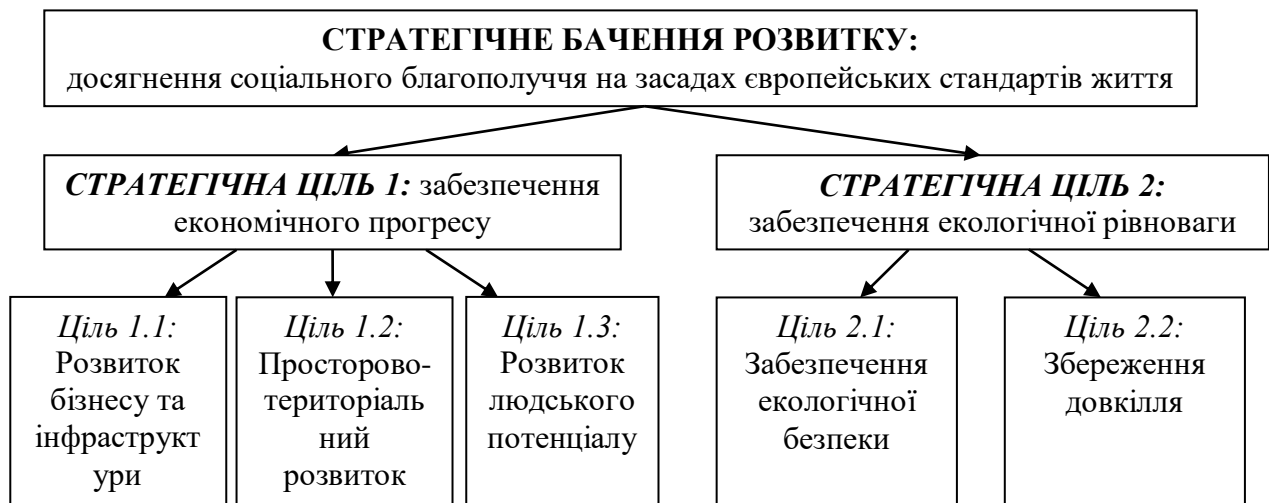 СТРАТЕГІЧНЕ БАЧЕННЯ РОЗВИТКУ:
досягнення соціального благополуччя на засадах європейських стандартів життя
СТРАТЕГІЧНА ЦІЛЬ 1: забезпечення
економічного прогресу
СТРАТЕГІЧНА ЦІЛЬ 2:
забезпечення екологічної рівноваги
Ціль 1.1:
Розвиток
бізнесу та
інфраструкт
ури
Ціль 1.2:
Просторово-
територіаль
ний
розвиток
Ціль 1.3:
Розвиток
людського
потенціалу
Ціль 2.1:
Забезпечення
екологічної
безпеки
Ціль 2.2:
Збереження
довкілля